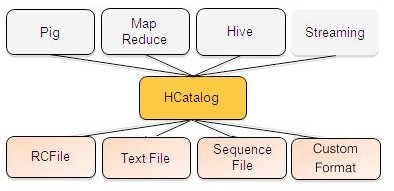 Pig
Map
Reduce
Hive
Streaming
HCatalog
RCFile
Text File
Sequence
File
Custom
Format